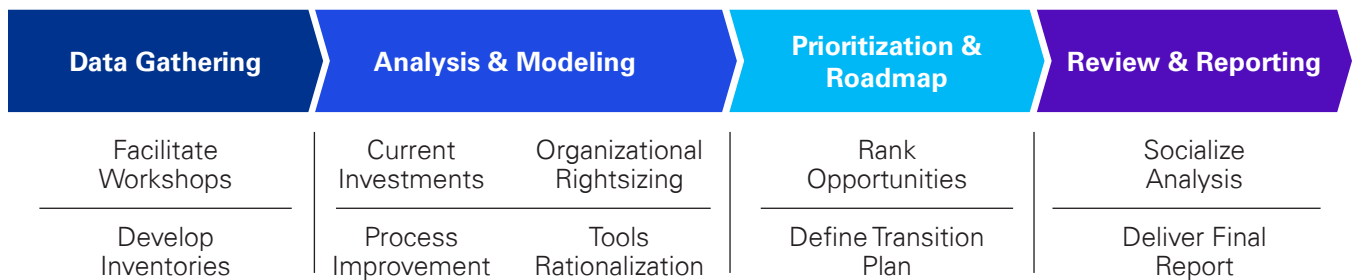 Data Gathering
Analysis & Modeling
Prioritization &
Roadmap
Review & Reporting
Facilitate
Workshops
Current
Investments
Organizational
Rightsizing
Rank
Opportunities
Socialize
Analysis
Develop
Inventories
Process
Improvement
Tools
Rationalization
Define Transition
Plan
Deliver Final
Report